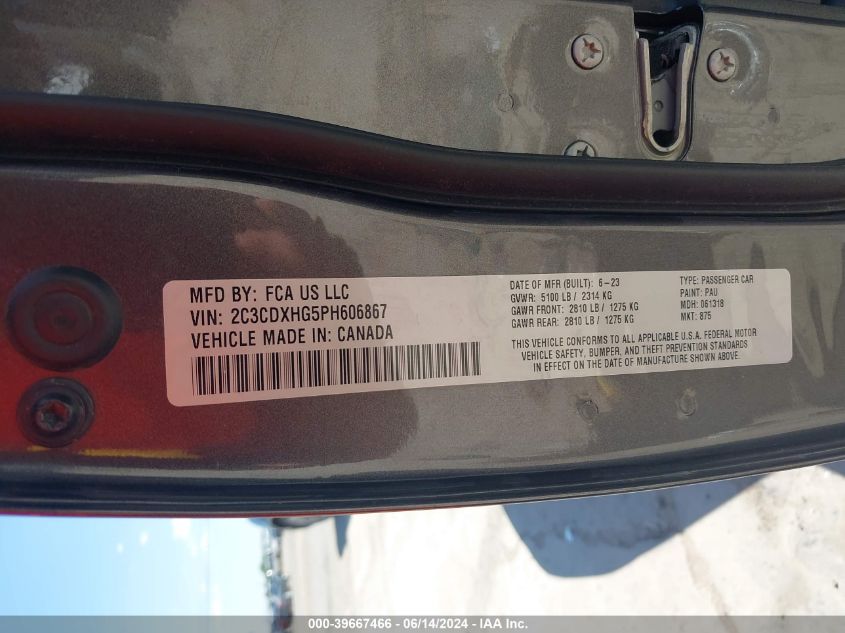 MFD BY: FCA US LLC
VIN: 2C3CDXHG5PH606867
VEHICLE MADE IN: CANADA
DATE OF MFR (BUILT): 6-23
GVWR: 5100 LB / 2314 KG
GAWR FRONT: 2810 LB / 1275 KG
GAWR REAR: 2810 LB / 1275 KG
TYPE: PASSENGER CAR
PAINT: PAU
MDH: 061318
MKT: 875
THIS VEHICLE CONFORMS TO ALL APPLICABLE U.S.A. FEDERAL MOTOR
VEHICLE SAFETY, BUMPER, AND THEFT PREVENTION STANDARDS
IN EFFECT ON THE DATE OF MANUFACTURE SHOWN ABOVE.
000-39667466 - 06/14/2024 - IAA Inc.